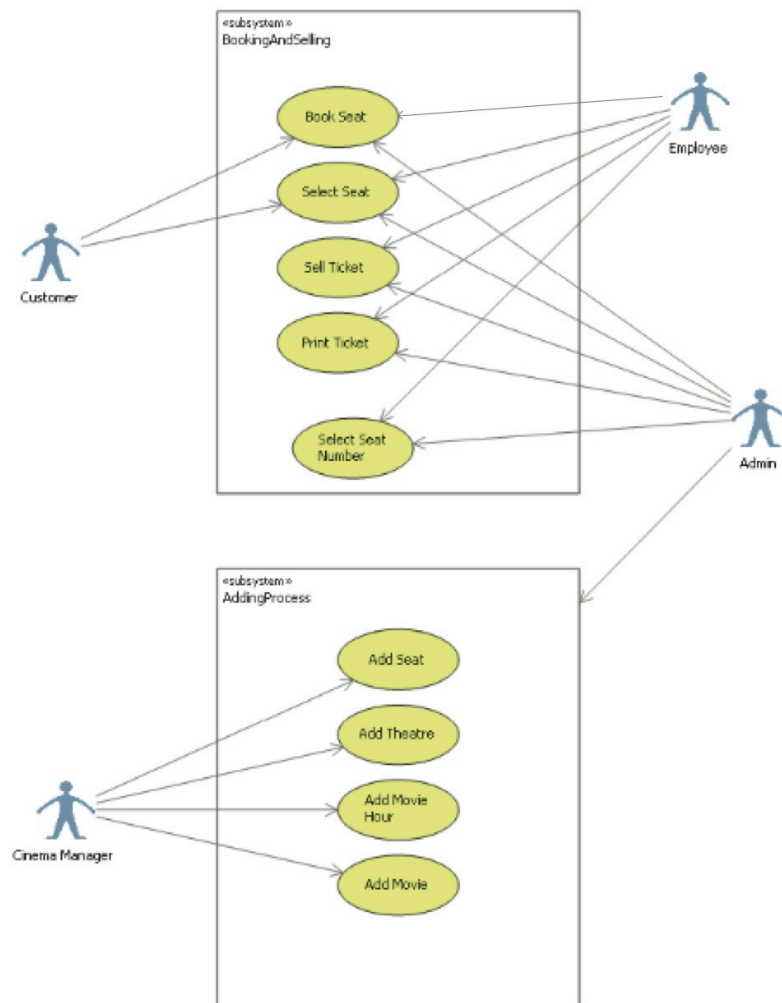 «subsystem»
BookingAndSelling
Book Seat
Employee
Select Seat
Sell Ticket
Customer
Print Ticket
Select Seat
Number
Admin
«subsystem»
AddingProcess
Add Seat
Add Theatre
Add Movie
Hour
Cinema Manager
Add Movie